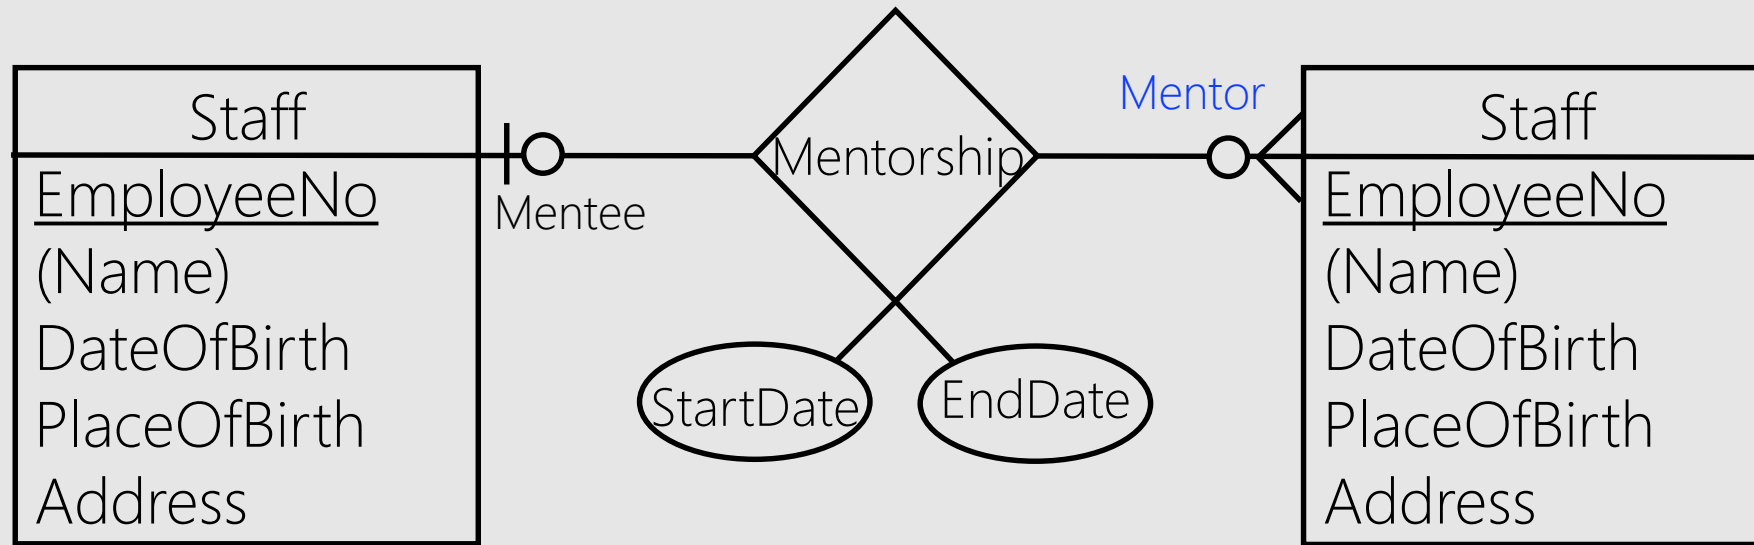 Staff
EmployeeNo
(Name)
DateOfBirth
PlaceOfBirth
Address
Mentee
Mentorship
StartDate
EndDate
Mentor
Staff
EmployeeNo
(Name)
DateOfBirth
PlaceOfBirth
Address